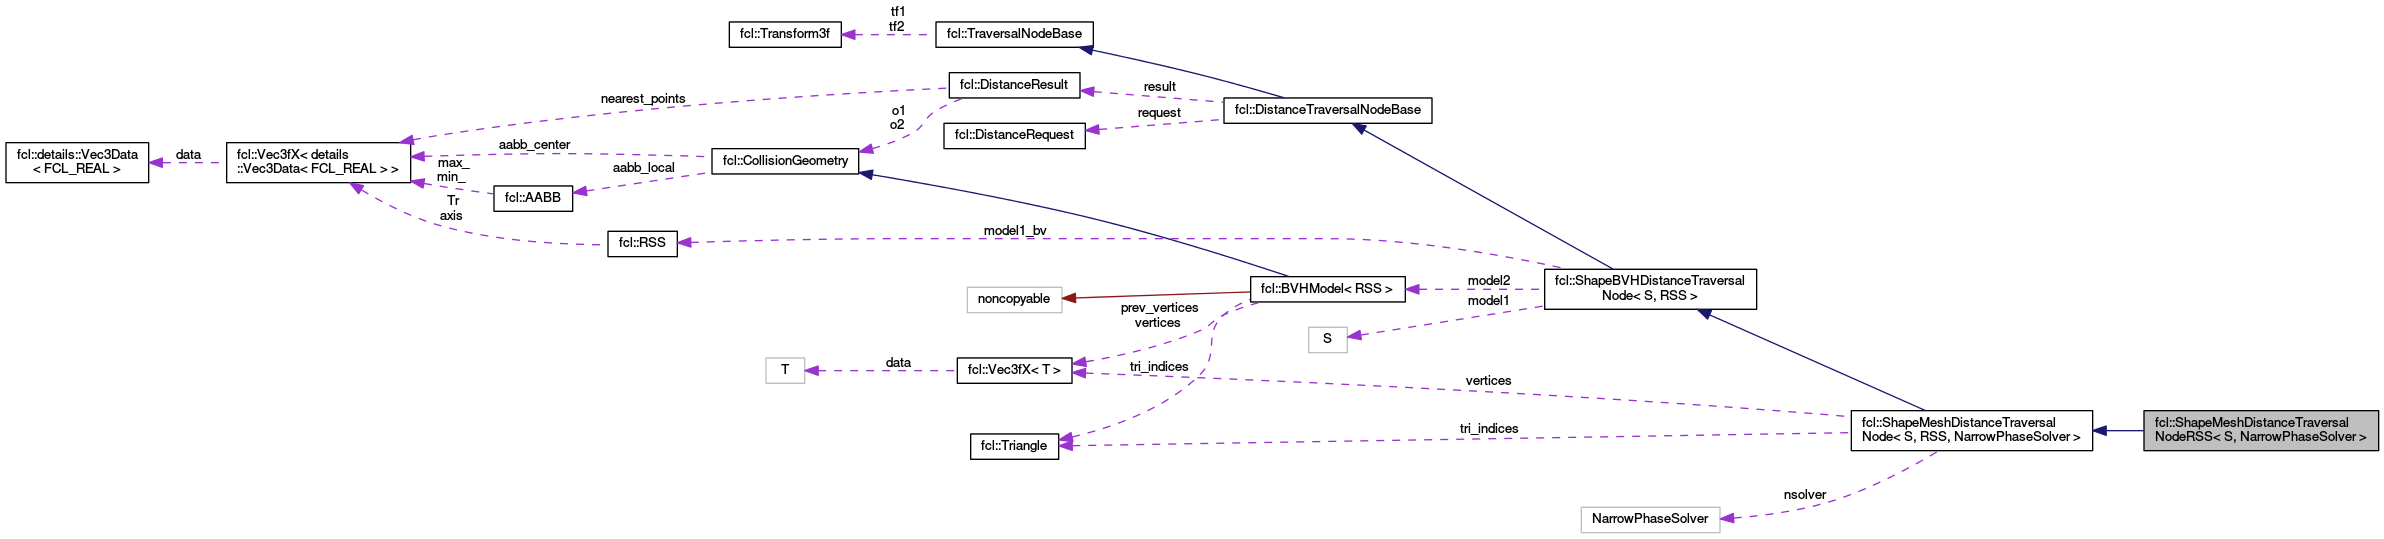 tf1
tf2
fcl::Transform3f
fcl::TraversalNodeBase
fcl::DistanceResult
result
fcl::DistanceTraversalNodeBase
nearest_points
o1
o2
request
fcl::DistanceRequest
fcl::details::Vec3Data
< FCL_REAL >
data
fcl::Vec3fX< details
::Vec3Data< FCL_REAL > >
aabb_center
fcl::CollisionGeometry
max_
min_
aabb_local
fcl::AABB
Tr
axis
fcl::RSS
model1_bv
noncopyable
fcl::BVHModel< RSS >
model2
model1
fcl::ShapeBVHDistanceTraversal
Node< S, RSS >
prev_vertices
vertices
S
T
data
fcl::Vec3fX< T >
tri_indices
vertices
fcl::Triangle
tri_indices
fcl::ShapeMeshDistanceTraversal
Node< S, RSS, NarrowPhaseSolver >
fcl::ShapeMeshDistanceTraversal
NodeRSS< S, NarrowPhaseSolver >
nsolver
NarrowPhaseSolver